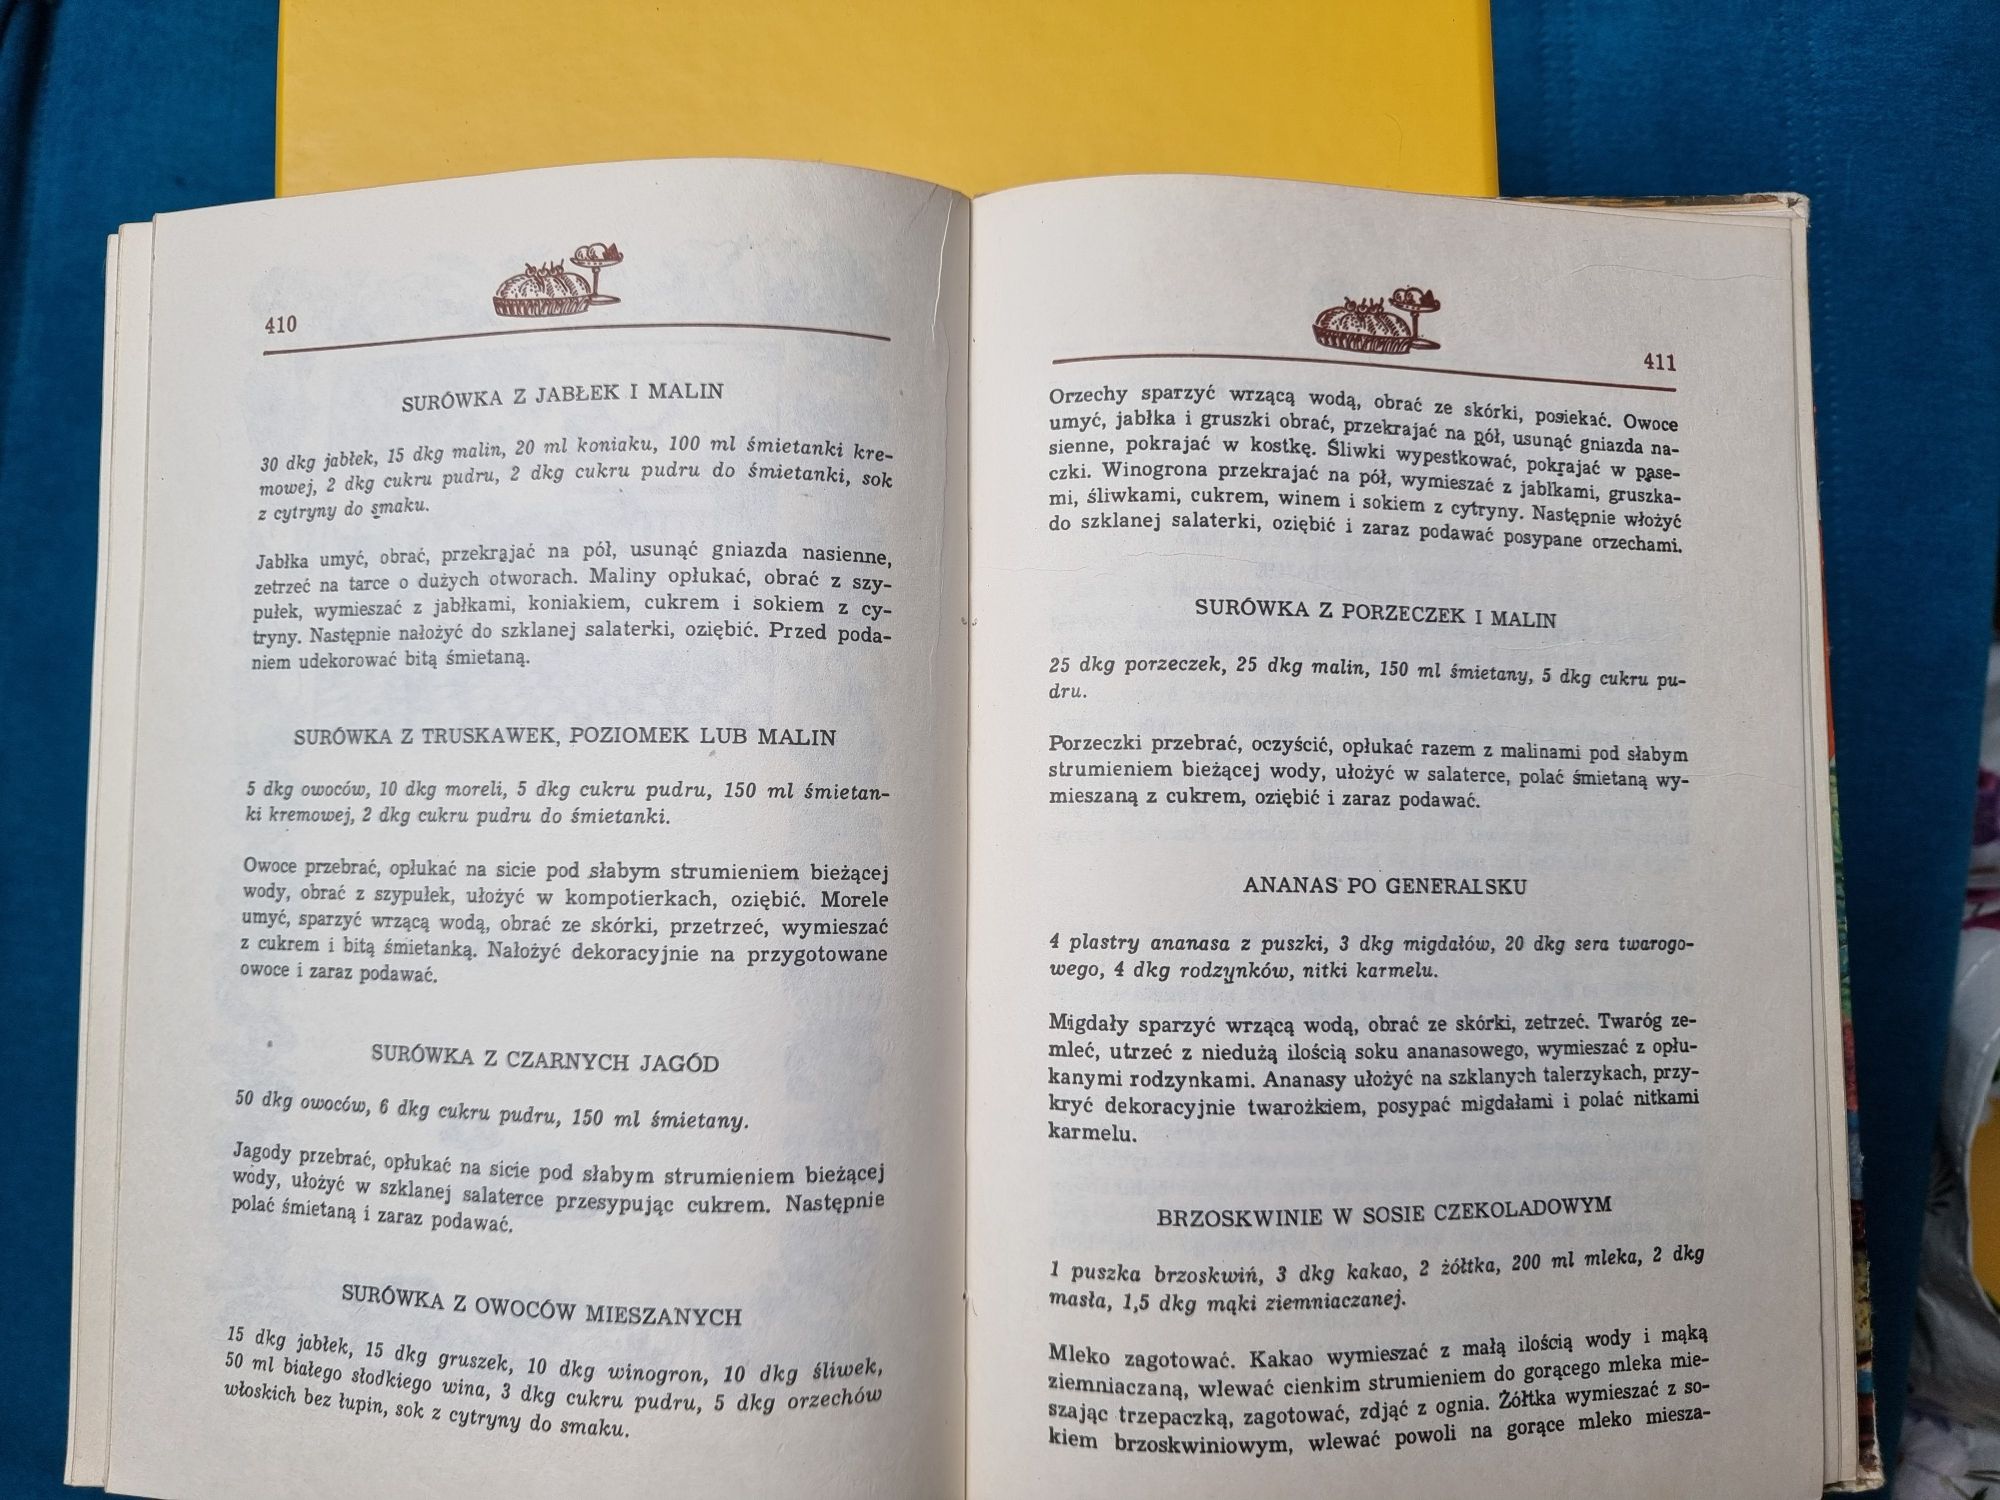 410
SURÓWKA Z JABŁEK I MALIN
30 dkg jabłek, 15 dkg malin, 20 ml koniaku, 100 ml śmietanki kre-
mowej, 2 dkg cukru pudru, 2 dkg cukru pudru do śmietanki, sok
z cytryny do smaku.
Jabłka umyć, obrać, przekrajać na pół, usunąć gniazda nasienne,
zetrzeć na tarce o dużych otworach. Maliny opłukać, obrać z szy-
pułek, wymieszać z jabłkami, koniakiem, cukrem i sokiem z cy-
tryny. Następnie nałożyć do szklanej salaterki, oziębić. Przed poda-
niem udekorować bitą śmietaną.
SURÓWKA Z TRUSKAWEK, POZIOMEK LUB MALIN
5 dkg owoców, 10 dkg moreli, 5 dkg cukru pudru, 150 ml śmietan-
ki kremowej, 2 dkg cukru pudru do śmietanki.
Owoce przebrać, opłukać na sicie pod słabym strumieniem bieżącej
wody, obrać z szypułek, ułożyć w kompotierkach, oziębić. Morele
umyć, sparzyć wrzącą wodą, obrać ze skórki, przetrzeć, wymieszać
z cukrem i bitą śmietanką. Nałożyć dekoracyjnie na przygotowane
owoce i zaraz podawać.
SURÓWKA Z CZARNYCH JAGÓD
50 dkg owoców, 6 dkg cukru pudru, 150 ml śmietany.
Jagody przebrać, opłukać na sicie pod słabym strumieniem bieżącej
wody, ułożyć w szklanej salaterce przesypując cukrem. Następnie
polać śmietaną i zaraz podawać.
SURÓWKA Z OWOCÓW MIESZANYCH
15 dkg jabłek, 15 dkg gruszek, 10 dkg winogron, 10 dkg śliwek,
50 ml białego słodkiego wina, 3 dkg cukru pudru, 5 dkg orzechów
włoskich bez łupin, sok z cytryny do smaku.
411
Orzechy sparzyć wrzącą wodą, obrać ze skórki, posiekać. Owoce
umyć, jabłka i gruszki obrać, przekrajać na pół, usunąć gniazda na-
sienne, pokrajać w kostkę. Śliwki wypestkować, pokrajać w pase-
czki. Winogrona przekrajać na pół, wymieszać z jabłkami, gruszka-
mi, śliwkami, cukrem, winem i sokiem z cytryny. Następnie włożyć
do szklanej salaterki, oziębić i zaraz podawać posypane orzechami.
SURÓWKA Z PORZECZEK I MALIN
25 dkg porzeczek, 25 dkg malin, 150 ml śmietany, 5 dkg cukru pu-
dru.
Porzeczki przebrać, oczyścić, opłukać razem z malinami pod słabym
strumieniem bieżącej wody, ułożyć w salaterce, polać śmietaną wy-
mieszaną z cukrem, oziębić i zaraz podawać.
ANANAS PO GENERALSKU
4 plastry ananasa z puszki, 3 dkg migdałów, 20 dkg sera twarogo-
wego, 4 dkg rodzynków, nitki karmelu.
Migdały sparzyć wrzącą wodą, obrać ze skórki, zetrzeć. Twaróg ze-
mleć, utrzeć z niedużą ilością soku ananasowego, wymieszać z opłu-
kanymi rodzynkami. Ananasy ułożyć na szklanych talerzykach, przy-
kryć dekoracyjnie twarożkiem, posypać migdałami i polać nitkami
karmelu.
BRZOSKWINIE W SOSIE CZEKOLADOWYM
1 puszka brzoskwiń, 3 dkg kakao, 2 żółtka, 200 ml mleka, 2 dkg
masła, 1,5 dkg mąki ziemniaczanej.
Mleko zagotować. Kakao wymieszać z małą ilością wody i mąką
ziemniaczaną, wlewać cienkim strumieniem do gorącego mleka mie-
szając trzepaczką, zagotować, zdjąć z ognia. Żółtka wymieszać z so-
kiem brzoskwiniowym, wlewać powoli na gorące mleko miesza-